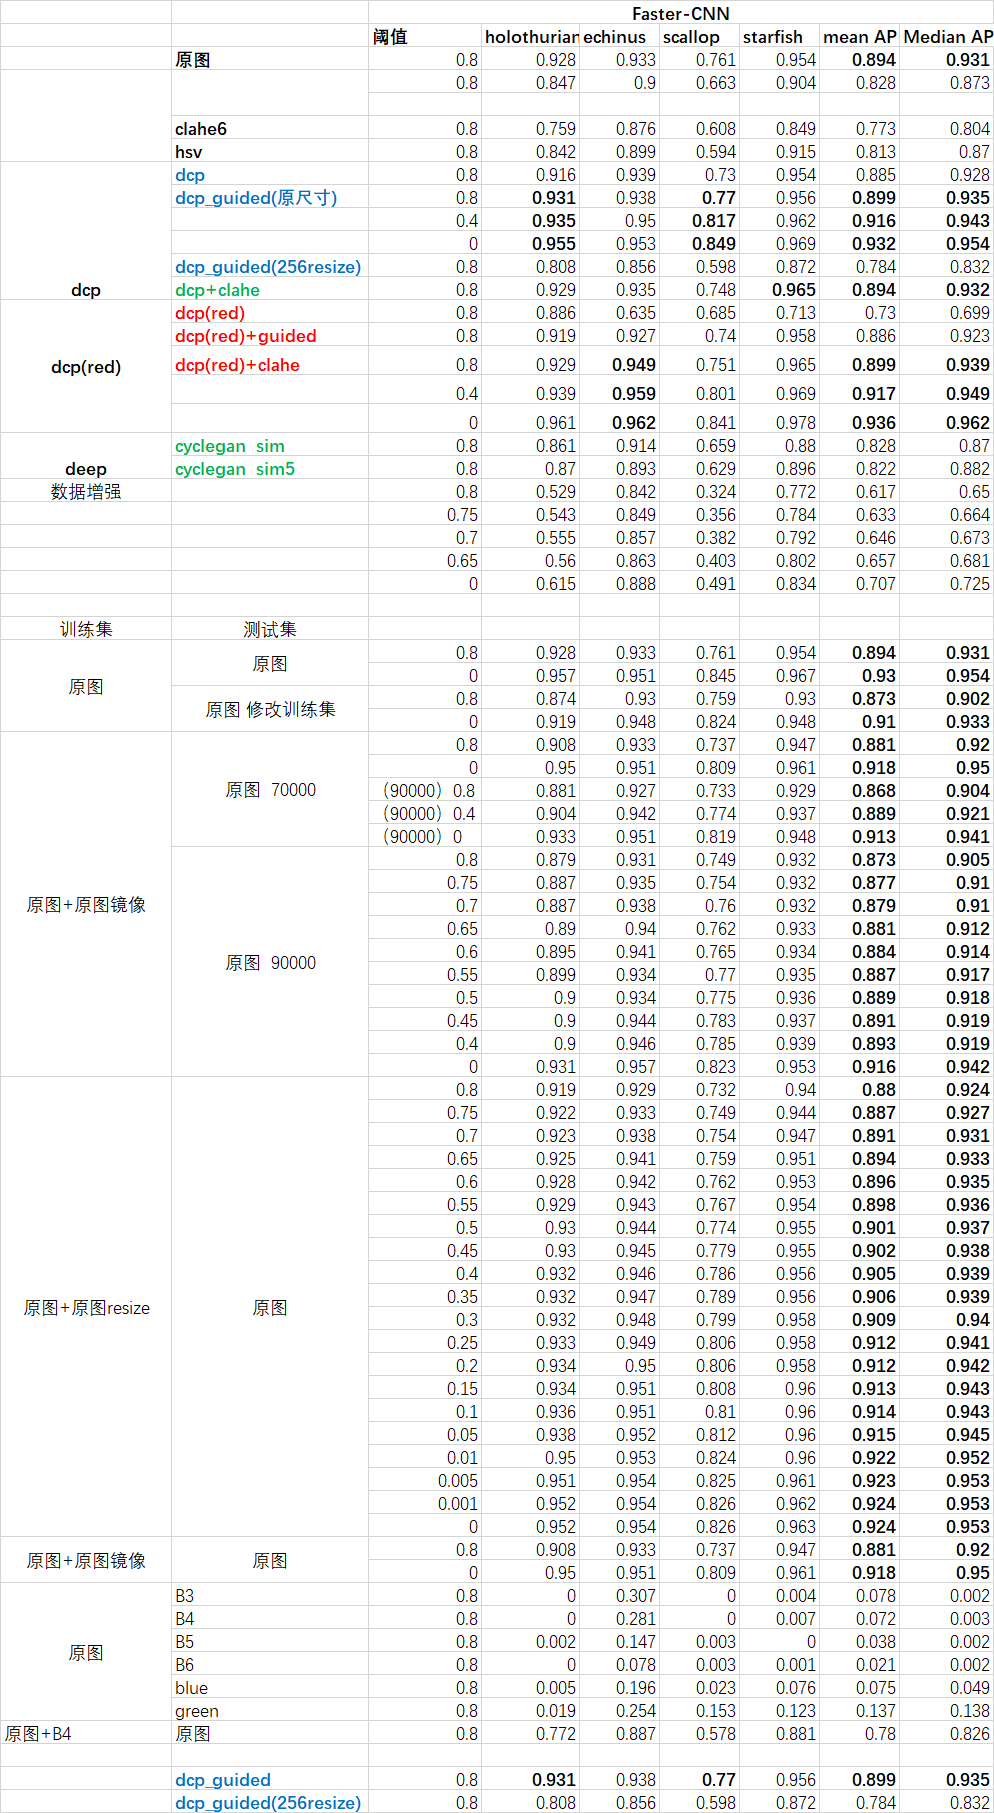 Faster-CNN
阈值 holothurian echinus scallop starfish mean AP Median AP
原图 0.8 0.928 0.933 0.761 0.954 0.894 0.931
0.8 0.847 0.9 0.663 0.904 0.828 0.873
clahe6 0.8 0.759 0.876 0.608 0.849 0.773 0.804
hsv 0.8 0.842 0.899 0.594 0.915 0.813 0.87
dcp 0.8 0.916 0.939 0.73 0.954 0.885 0.928
dcp_guided(原尺寸) 0.8 0.931 0.938 0.77 0.956 0.899 0.935
0.4 0.935 0.95 0.817 0.962 0.916 0.943
0 0.955 0.953 0.849 0.969 0.932 0.954
dcp_guided(256resize) 0.8 0.808 0.856 0.598 0.872 0.784 0.832
dcp dcp+clahe 0.8 0.929 0.935 0.748 0.965 0.894 0.932
dcp(red) 0.8 0.886 0.635 0.685 0.713 0.73 0.699
dcp(red)+guided 0.8 0.919 0.927 0.74 0.958 0.886 0.923
dcp(red) dcp(red)+clahe 0.8 0.929 0.949 0.751 0.965 0.899 0.939
0.4 0.939 0.959 0.801 0.969 0.917 0.949
0 0.961 0.962 0.841 0.978 0.936 0.962
cyclegan sim 0.8 0.861 0.914 0.659 0.88 0.828 0.87
deep cyclegan sim5 0.8 0.87 0.893 0.629 0.896 0.822 0.882
数据增强 0.8 0.529 0.842 0.324 0.772 0.617 0.65
0.75 0.543 0.849 0.356 0.784 0.633 0.664
0.7 0.555 0.857 0.382 0.792 0.646 0.673
0.65 0.56 0.863 0.403 0.802 0.657 0.681
0 0.615 0.888 0.491 0.834 0.707 0.725
训练集 测试集
原图 原图 0.8 0.928 0.933 0.761 0.954 0.894 0.931
0 0.957 0.951 0.845 0.967 0.93 0.954
原图 修改训练集 0.8 0.874 0.93 0.759 0.93 0.873 0.902
0 0.919 0.948 0.824 0.948 0.91 0.933
原图+原图镜像 原图 70000 0.8 0.908 0.933 0.737 0.947 0.881 0.92
0 0.95 0.951 0.809 0.961 0.918 0.95
（90000）0.8 0.881 0.927 0.733 0.929 0.868 0.904
（90000）0.4 0.904 0.942 0.774 0.937 0.889 0.921
（90000）0 0.933 0.951 0.819 0.948 0.913 0.941
原图 90000 0.8 0.879 0.931 0.749 0.932 0.873 0.905
0.75 0.887 0.935 0.754 0.932 0.877 0.91
0.7 0.887 0.938 0.76 0.932 0.879 0.91
0.65 0.89 0.94 0.762 0.933 0.881 0.912
0.6 0.895 0.941 0.765 0.934 0.884 0.914
0.55 0.899 0.934 0.77 0.935 0.887 0.917
0.5 0.9 0.934 0.775 0.936 0.889 0.918
0.45 0.9 0.944 0.783 0.937 0.891 0.919
0.4 0.9 0.946 0.785 0.939 0.893 0.919
0 0.931 0.957 0.823 0.953 0.916 0.942
原图+原图resize 原图 0.8 0.919 0.929 0.732 0.94 0.88 0.924
0.75 0.922 0.933 0.749 0.944 0.887 0.927
0.7 0.923 0.938 0.754 0.947 0.891 0.931
0.65 0.925 0.941 0.759 0.951 0.894 0.933
0.6 0.928 0.942 0.762 0.953 0.896 0.935
0.55 0.929 0.943 0.767 0.954 0.898 0.936
0.5 0.93 0.944 0.774 0.955 0.901 0.937
0.45 0.93 0.945 0.779 0.955 0.902 0.938
0.4 0.932 0.946 0.786 0.956 0.905 0.939
0.35 0.932 0.947 0.789 0.956 0.906 0.939
0.3 0.932 0.948 0.799 0.958 0.909 0.94
0.25 0.933 0.949 0.806 0.958 0.912 0.941
0.2 0.934 0.95 0.806 0.958 0.912 0.942
0.15 0.934 0.951 0.808 0.96 0.913 0.943
0.1 0.936 0.951 0.81 0.96 0.914 0.943
0.05 0.938 0.952 0.812 0.96 0.915 0.945
0.01 0.95 0.953 0.824 0.96 0.922 0.952
0.005 0.951 0.954 0.825 0.961 0.923 0.953
0.001 0.952 0.954 0.826 0.962 0.924 0.953
0 0.952 0.954 0.826 0.963 0.924 0.953
原图+原图镜像 原图 0.8 0.908 0.933 0.737 0.947 0.881 0.92
0 0.95 0.951 0.809 0.961 0.918 0.95
原图 B3 0.8 0 0.307 0 0.004 0.078 0.002
B4 0.8 0 0.281 0 0.007 0.072 0.003
B5 0.8 0.002 0.147 0.003 0 0.038 0.002
B6 0.8 0 0.078 0.003 0.001 0.021 0.002
blue 0.8 0.005 0.196 0.023 0.076 0.075 0.049
green 0.8 0.019 0.254 0.153 0.123 0.137 0.138
原图+B4 原图 0.8 0.772 0.887 0.578 0.881 0.78 0.826
dcp_guided 0.8 0.931 0.938 0.77 0.956 0.899 0.935
dcp_guided(256resize) 0.8 0.808 0.856 0.598 0.872 0.784 0.832